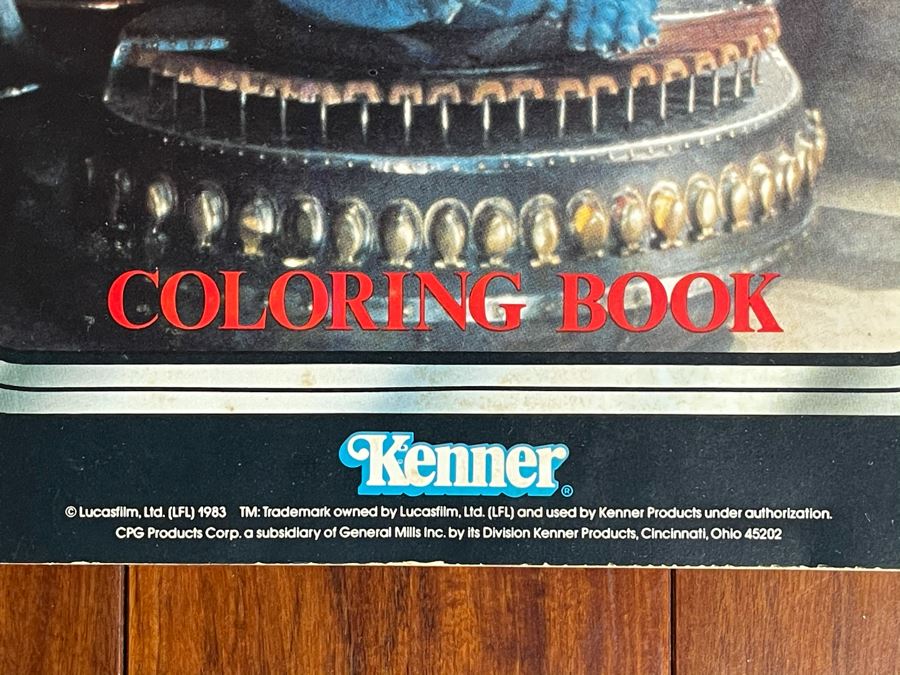 COLORING BOOK
Kenner®
© Lucasfilm, Ltd. (LFL) 1983 TM: Trademark owned by Lucasfilm, Ltd. (LFL) and used by Kenner Products under authorization.
CPG Products Corp. a subsidiary of General Mills Inc. by its Division Kenner Products, Cincinnati, Ohio 45202